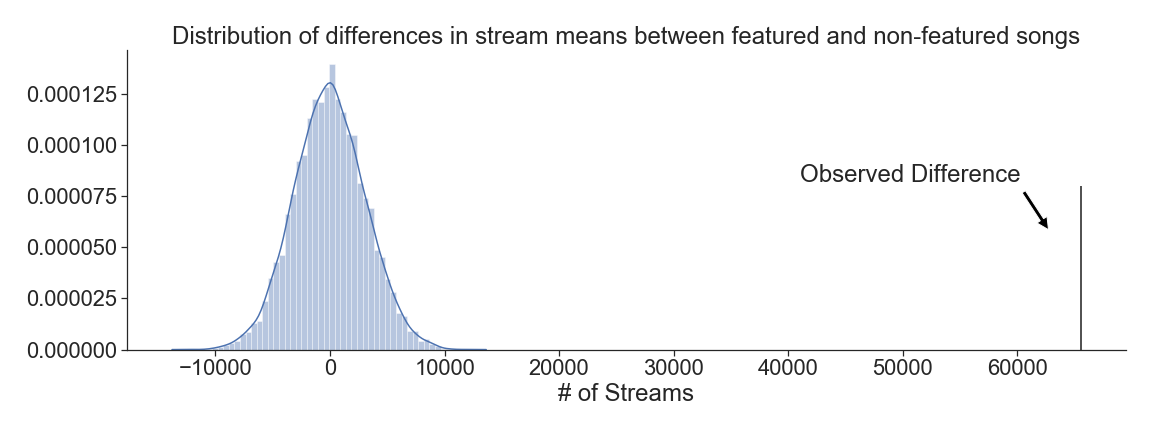 Distribution of differences in stream means between featured and non-featured songs
0.000125
0.000100
Observed Difference
0.000075
0.000050
0.000025
0.000000
−10000 0 10000 20000 30000 40000 50000 60000
# of Streams